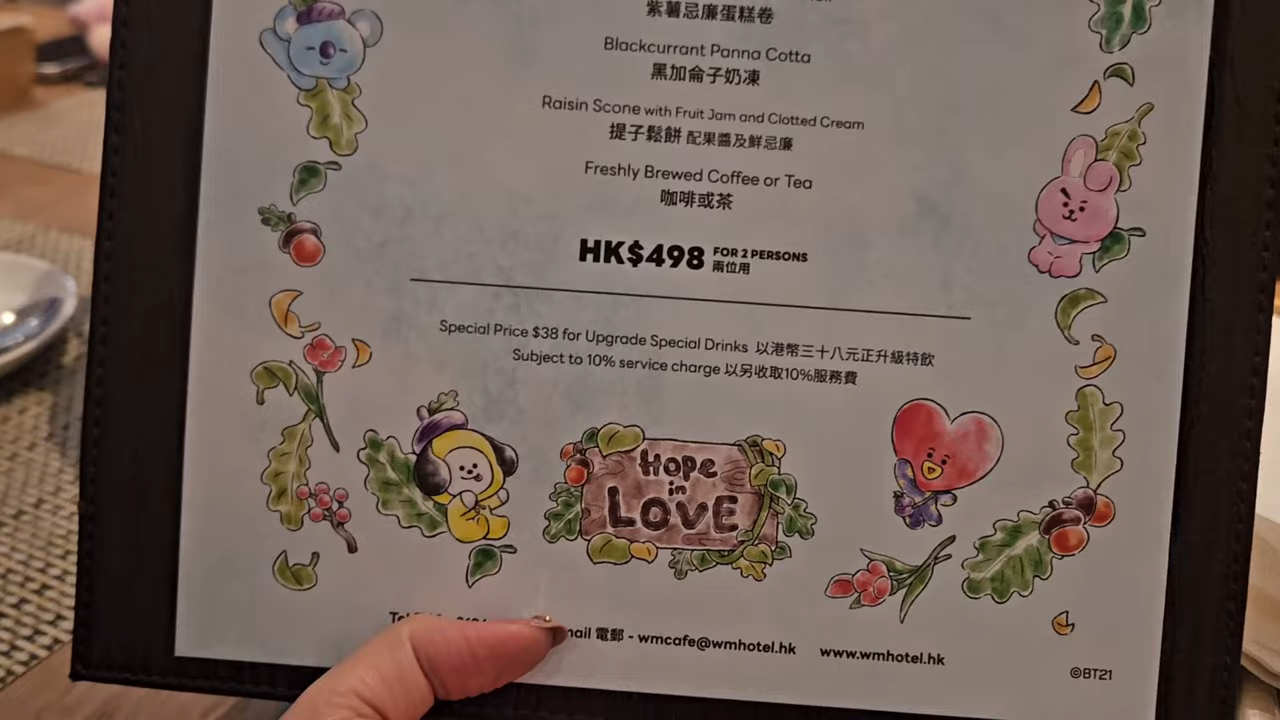 紫薯忌廉蛋糕卷
Blackcurrant Panna Cotta
黑加侖子奶凍
Raisin Scone with Fruit Jam and Clotted Cream
提子鬆餅 配果醬及鮮忌廉
Freshly Brewed Coffee or Tea
咖啡或茶
HK$498 FOR 2 PERSONS
兩位用
Special Price $38 for Upgrade Special Drinks 以港幣三十八元正升級特飲
Subject to 10% service charge 以另收取10%服務費
Hope
in
LOVE
電郵 - wmcafe@wmhotel.hk www.wmhotel.hk
©BT21